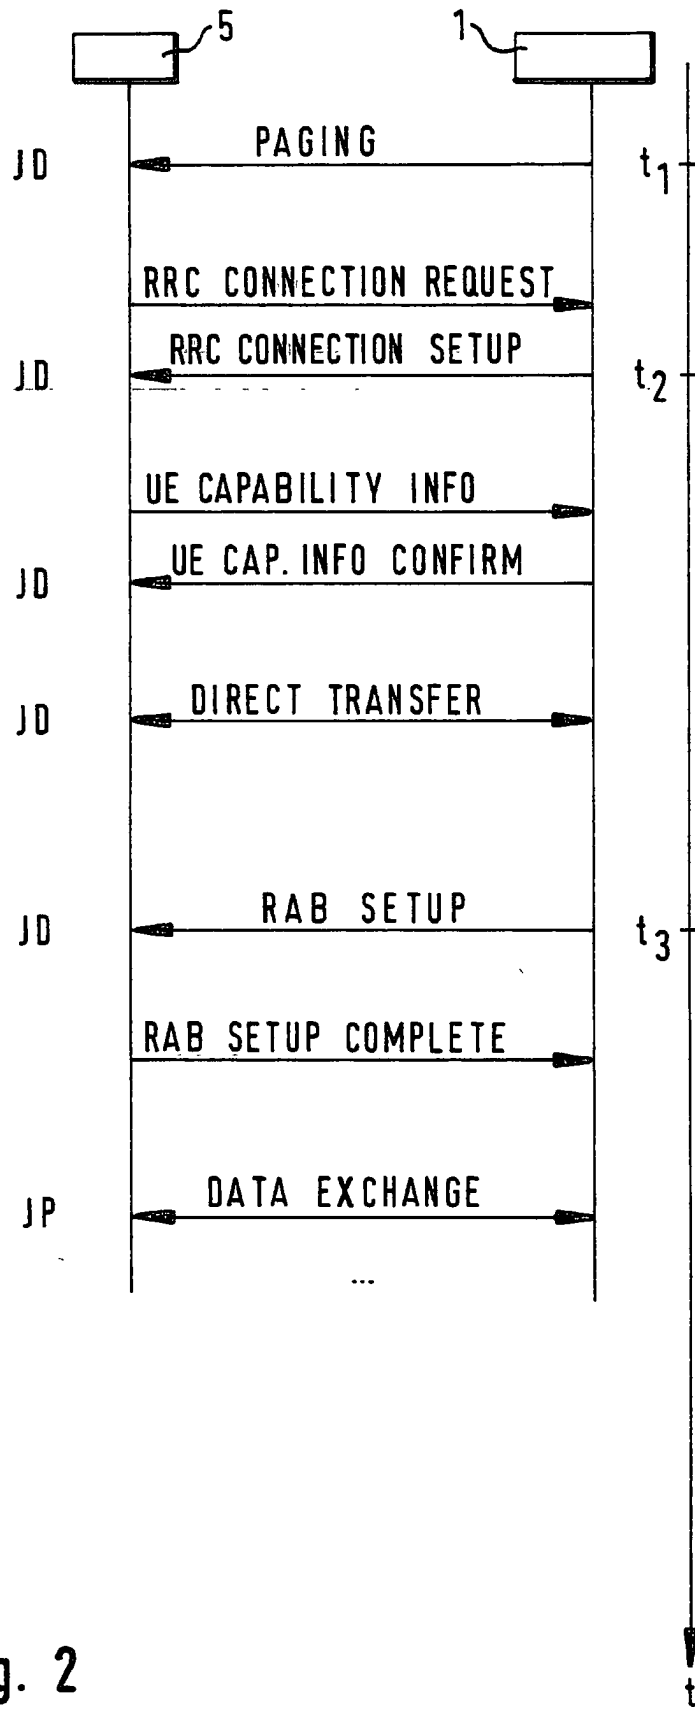 5 1
PAGING
JD t1
RRC CONNECTION REQUEST
RRC CONNECTION SETUP
JD t2
UE CAPABILITY INFO
UE CAP. INFO CONFIRM
JD
DIRECT TRANSFER
JD
RAB SETUP
JD t3
RAB SETUP COMPLETE
DATA EXCHANGE
JP
...
g. 2
t